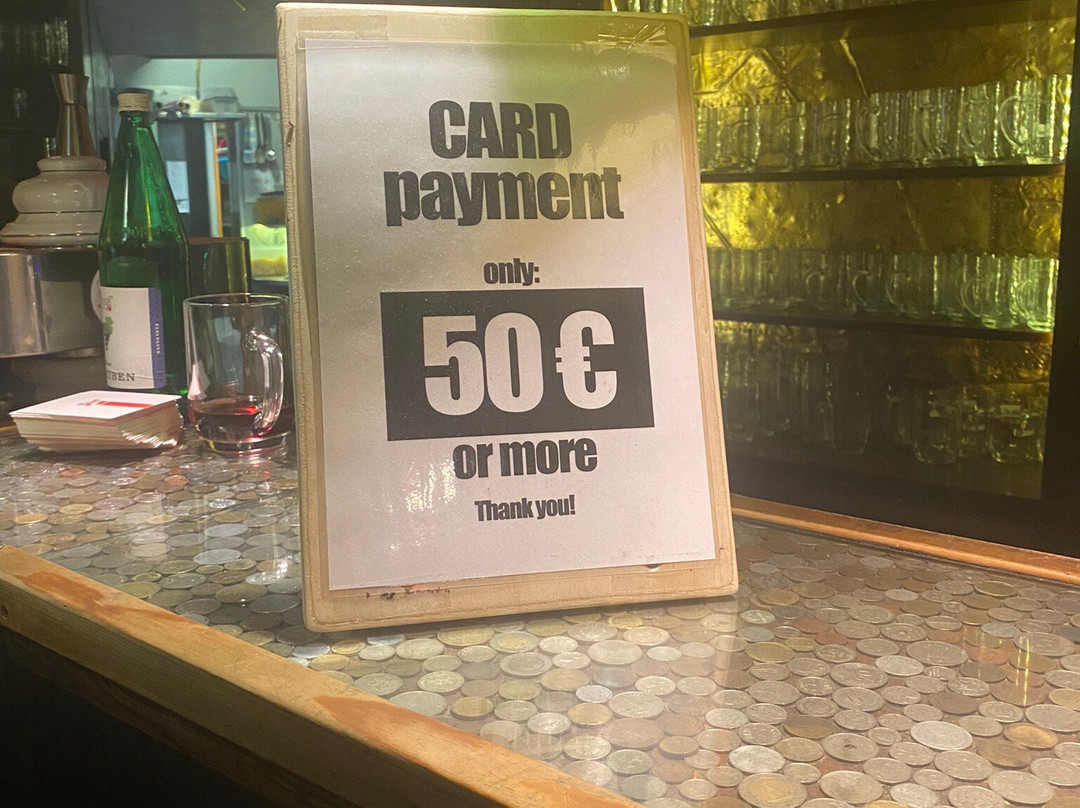 CARD
payment
only:
50 €
or more
Thank you!